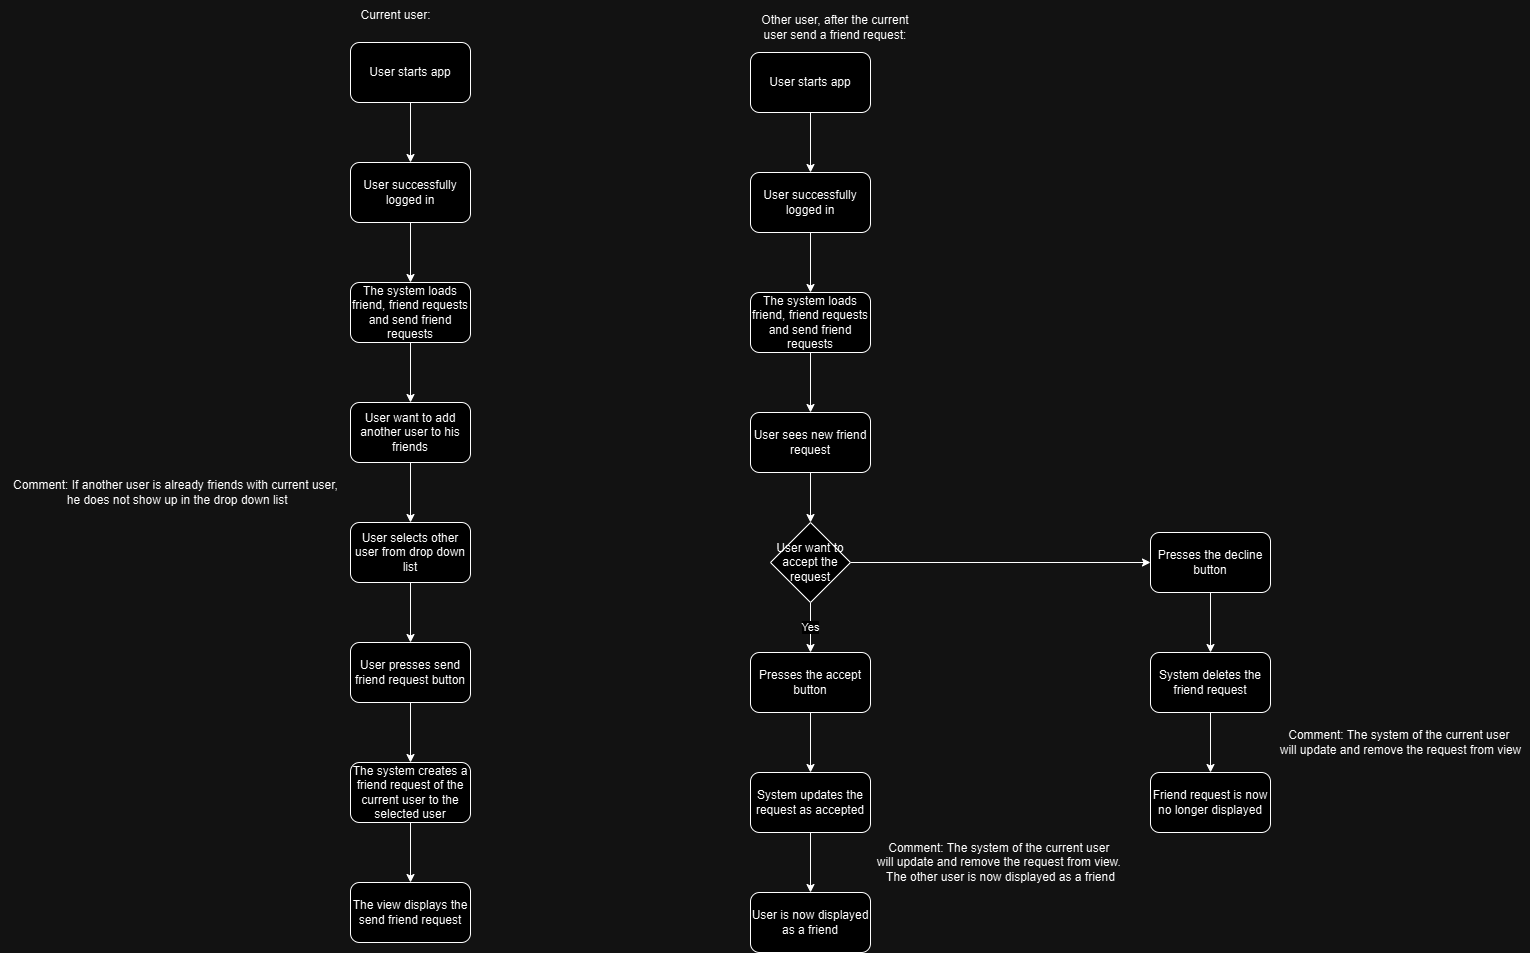 Current user:
User starts app
User successfully
logged in
The system loads
friend, friend requests
and send friend
requests
User want to add
another user to his
friends
Comment: If another user is already friends with current user,
he does not show up in the drop down list
User selects other
user from drop down
list
User presses send
friend request button
The system creates a
friend request of the
current user to the
selected user
The view displays the
send friend request
Other user, after the current
user send a friend request:
User starts app
User successfully
logged in
The system loads
friend, friend requests
and send friend
requests
User sees new friend
request
User want to
accept the
request
Yes
Presses the accept
button
System updates the
request as accepted
Comment: The system of the current user
will update and remove the request from view.
The other user is now displayed as a friend
User is now displayed
as a friend
Presses the decline
button
System deletes the
friend request
Comment: The system of the current user
will update and remove the request from view
Friend request is now
no longer displayed